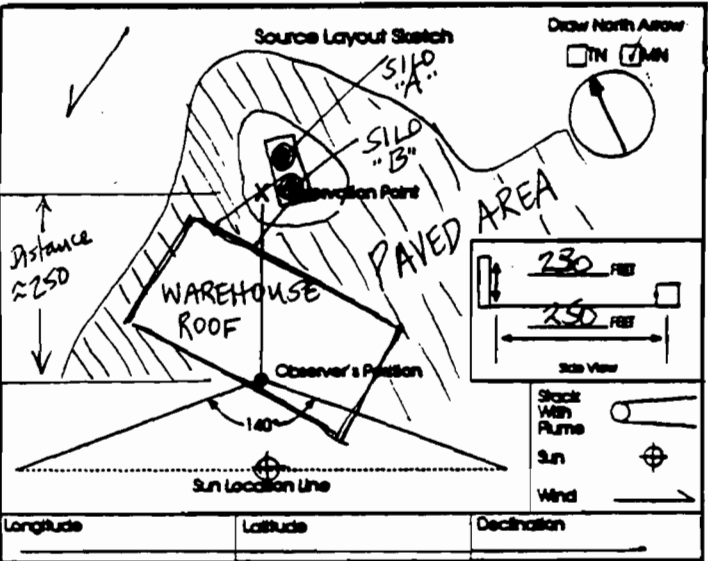 Source Layout Sketch
Draw North Arrow
TN MN
SILO
"A"
SILO
"B"
X Observation Point
PAVED AREA
Distance
≈250
WAREHOUSE
ROOF
230 FEET
250 FEET
Side View
Observer's Position
140°
Sun Location Line
Stack
With
Plume
Sun
Wind
Longitude
Latitude
Declination